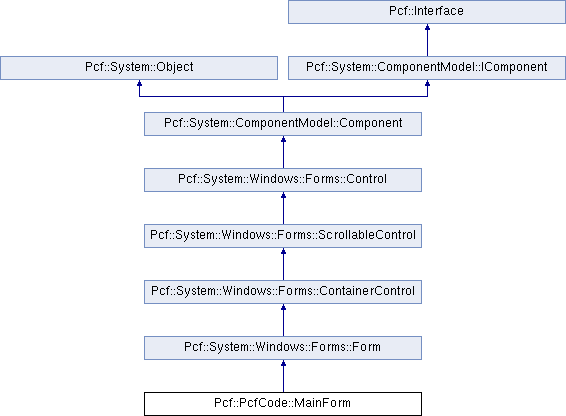 Pcf::Interface
Pcf::System::Object
Pcf::System::ComponentModel::IComponent
Pcf::System::ComponentModel::Component
Pcf::System::Windows::Forms::Control
Pcf::System::Windows::Forms::ScrollableControl
Pcf::System::Windows::Forms::ContainerControl
Pcf::System::Windows::Forms::Form
Pcf::PcfCode::MainForm